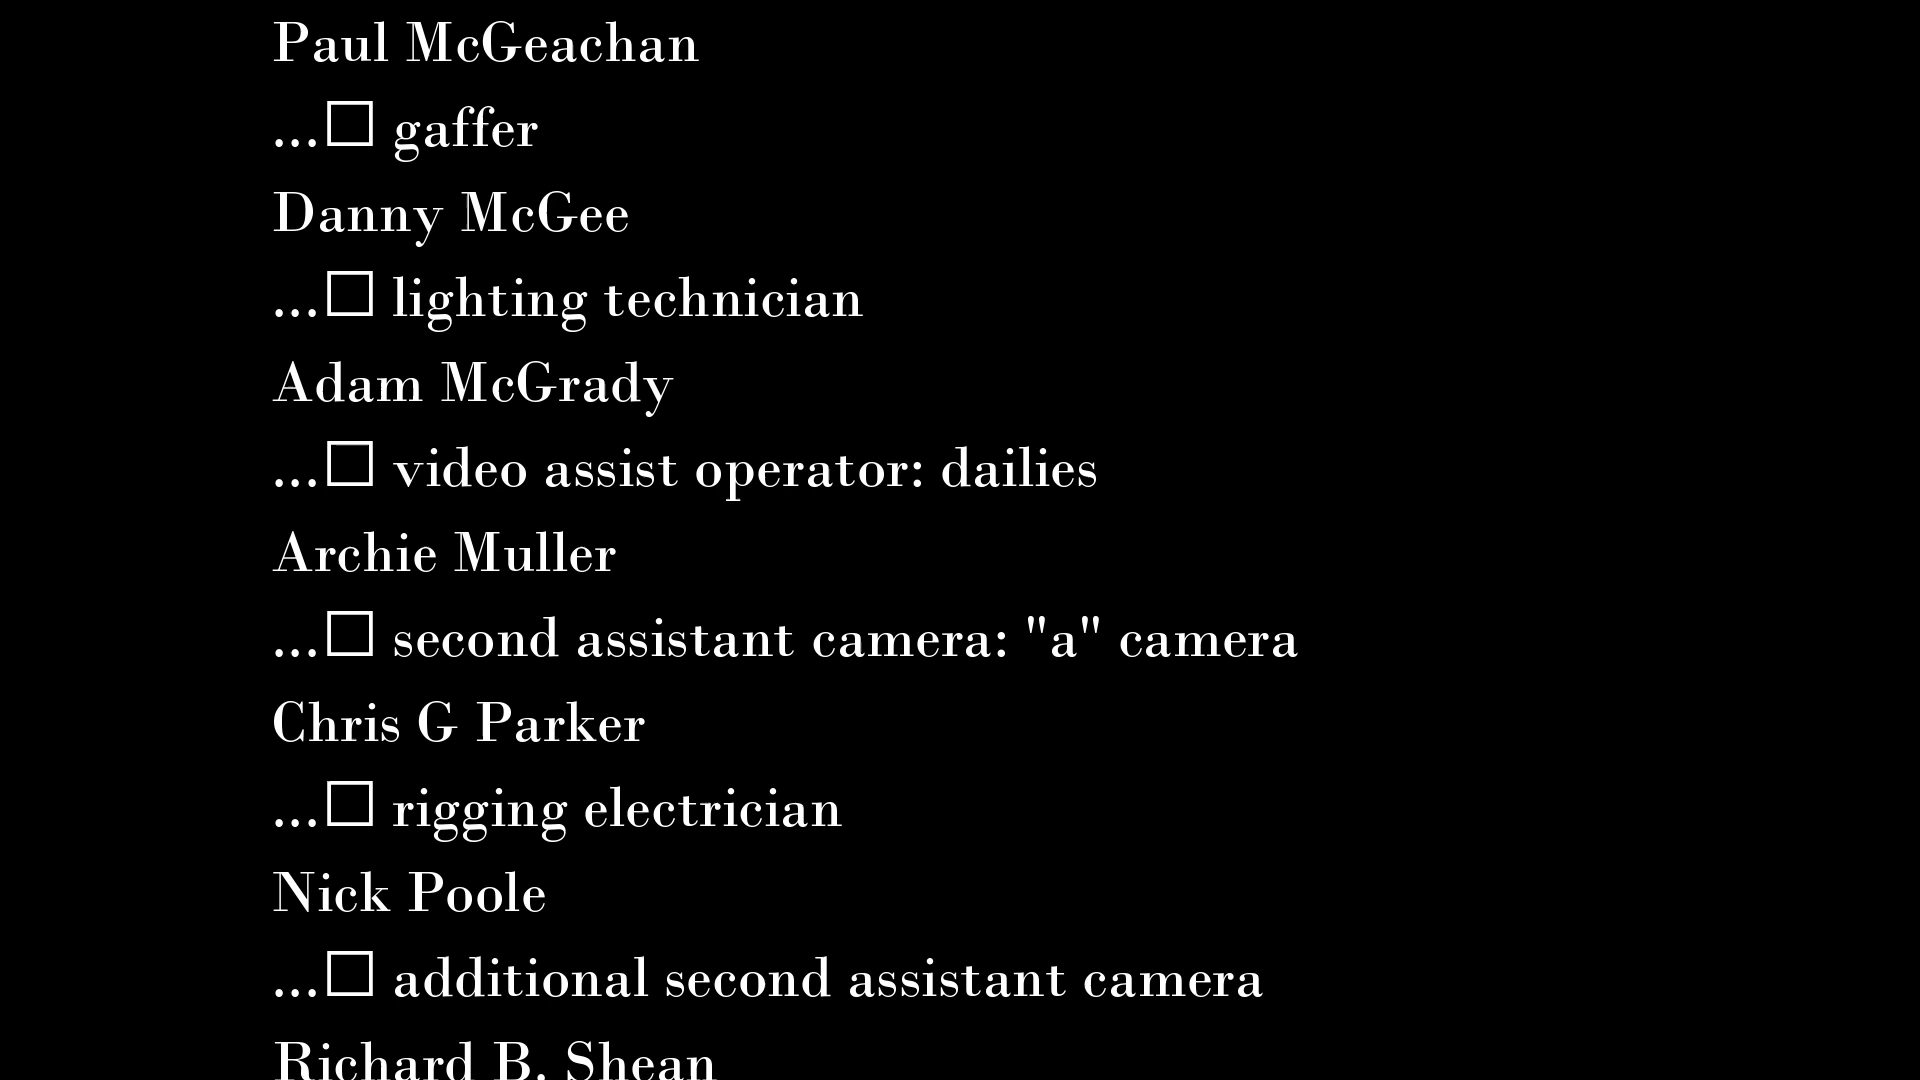 Paul McGeachan
...□ gaffer
Danny McGee
...□ lighting technician
Adam McGrady
...□ video assist operator: dailies
Archie Muller
...□ second assistant camera: "a" camera
Chris G Parker
...□ rigging electrician
Nick Poole
...□ additional second assistant camera
Richard B. Shean